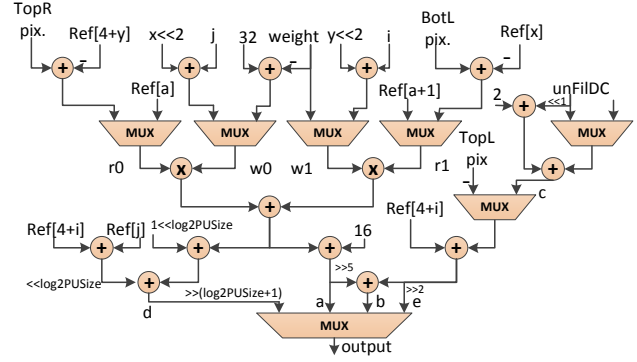 TopR
pix.
Ref[4+y]
x<<2
j
32
weight
y<<2
i
BotL
pix.
Ref[x]
-
-
-
+
+
+
+
+
Ref[a]
Ref[a+1]
2
+
<<1
unFilDC
MUX
MUX
MUX
MUX
MUX
TopL
pix
-
r0
x
w0
w1
x
r1
+
c
MUX
+
Ref[4+i]
Ref[j]
1<<log2PUSize
16
Ref[4+i]
+
+
+
+
<<log2PUSize
+
>>5
+
>>2
d
>>(log2PUSize+1)
a
b
e
MUX
output